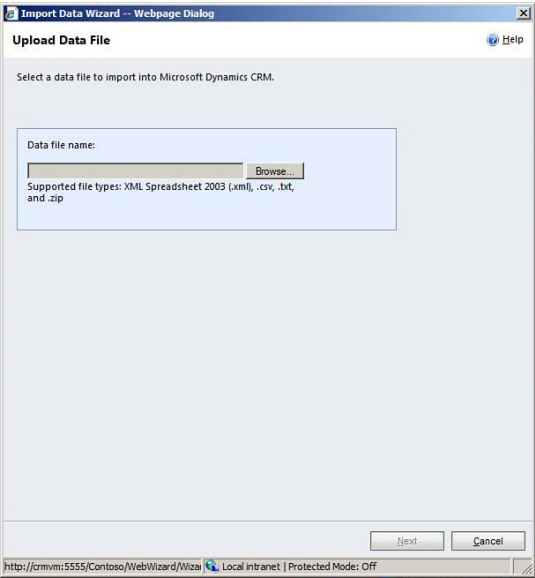 Import Data Wizard -- Webpage Dialog
Upload Data File
Help
Select a data file to import into Microsoft Dynamics CRM.
Data file name:
Browse...
Supported file types: XML Spreadsheet 2003 (.xml), .csv, .txt,
and .zip
Next
Cancel
http://crmvm:5555/Contoso/WebWizard/Wizar
Local intranet | Protected Mode: Off